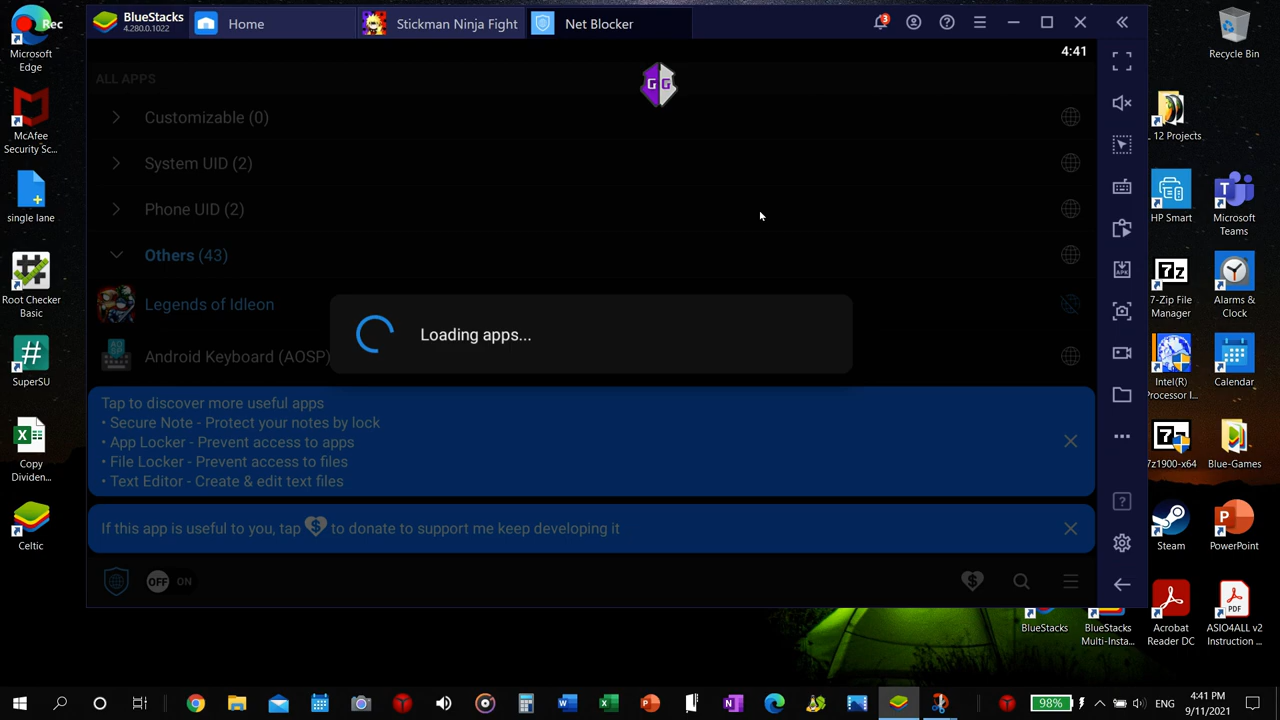 Rec
Microsoft
Edge
McAfee
Security Sc...
single lane
Root Checker
Basic
#
SuperSU
Copy
Dividen...
Celtic
BlueStacks
4.280.0.1022
Home
Stickman Ninja Fight
Net Blocker
3
4:41
ALL APPS
GG
Customizable (0)
System UID (2)
Phone UID (2)
Others (43)
Legends of Idleon
Android Keyboard (AOSP)
Loading apps...
Tap to discover more useful apps
• Secure Note - Protect your notes by lock
• App Locker - Prevent access to apps
• File Locker - Prevent access to files
• Text Editor - Create & edit text files
If this app is useful to you, tap $ to donate to support me keep developing it
OFF ON
Recycle Bin
12 Projects
HP Smart
Microsoft
Teams
7z
7-Zip File
Manager
Alarms &
Clock
Intel(R)
Processor I...
Calendar
7z
7z1900-x64
Blue-Games
Steam
PowerPoint
BlueStacks
BlueStacks
Multi-Insta...
Acrobat
Reader DC
ASIO4ALL v2
Instruction ...
98%
ENG
4:41 PM
9/11/2021